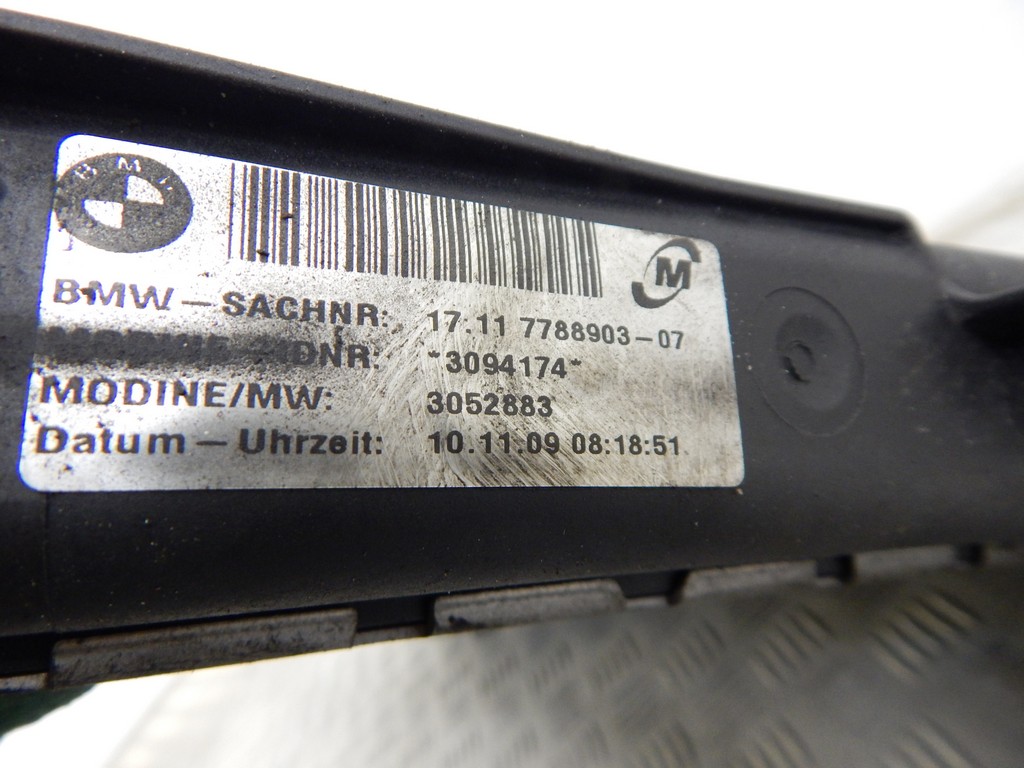 BMW
M
BMW-SACHNR: 17.11 7788903-07
*3094174*
MODINE/MW: 3052883
Datum-Uhrzeit: 10.11.09 08:18:51